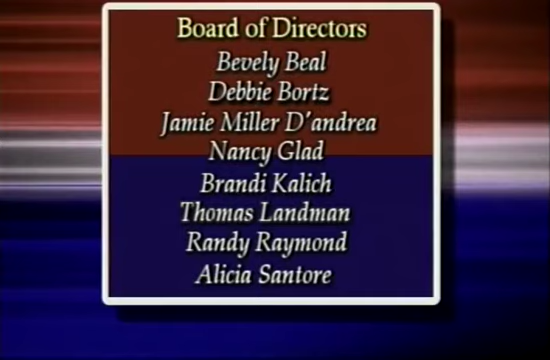 Board of Directors
Bevely Beal
Debbie Bortz
Jamie Miller D'andrea
Nancy Glad
Brandi Kalich
Thomas Landman
Randy Raymond
Alicia Santore